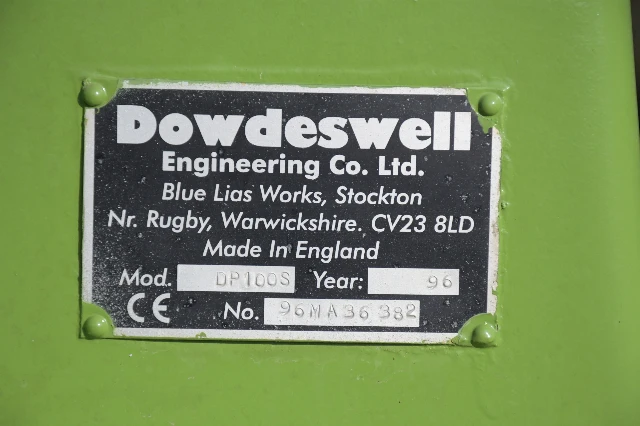 Dowdeswell
Engineering Co. Ltd.
Blue Lias Works, Stockton
Nr. Rugby, Warwickshire. CV23 8LD
Made In England
Mod. DP100S Year: 96
CE No. 96MA36 382